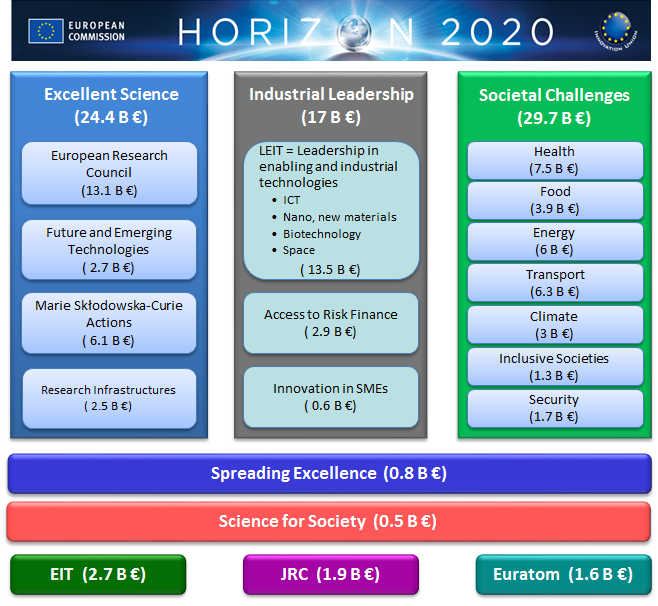 EUROPEAN
COMMISSION
HORIZON 2020
INNOVATION UNION
Excellent Science
(24.4 B €)
European Research
Council
(13.1 B €)
Future and Emerging
Technologies
( 2.7 B €)
Marie Skłodowska-Curie
Actions
( 6.1 B €)
Research Infrastructures
( 2.5 B €)
Industrial Leadership
(17 B €)
LEIT = Leadership in
enabling and industrial
technologies
• ICT
• Nano, new materials
• Biotechnology
• Space
( 13.5 B €)
Access to Risk Finance
( 2.9 B €)
Innovation in SMEs
( 0.6 B €)
Societal Challenges
(29.7 B €)
Health
(7.5 B €)
Food
(3.9 B €)
Energy
(6 B €)
Transport
(6.3 B €)
Climate
(3 B €)
Inclusive Societies
(1.3 B €)
Security
(1.7 B €)
Spreading Excellence (0.8 B €)
Science for Society (0.5 B €)
EIT (2.7 B €)
JRC (1.9 B €)
Euratom (1.6 B €)